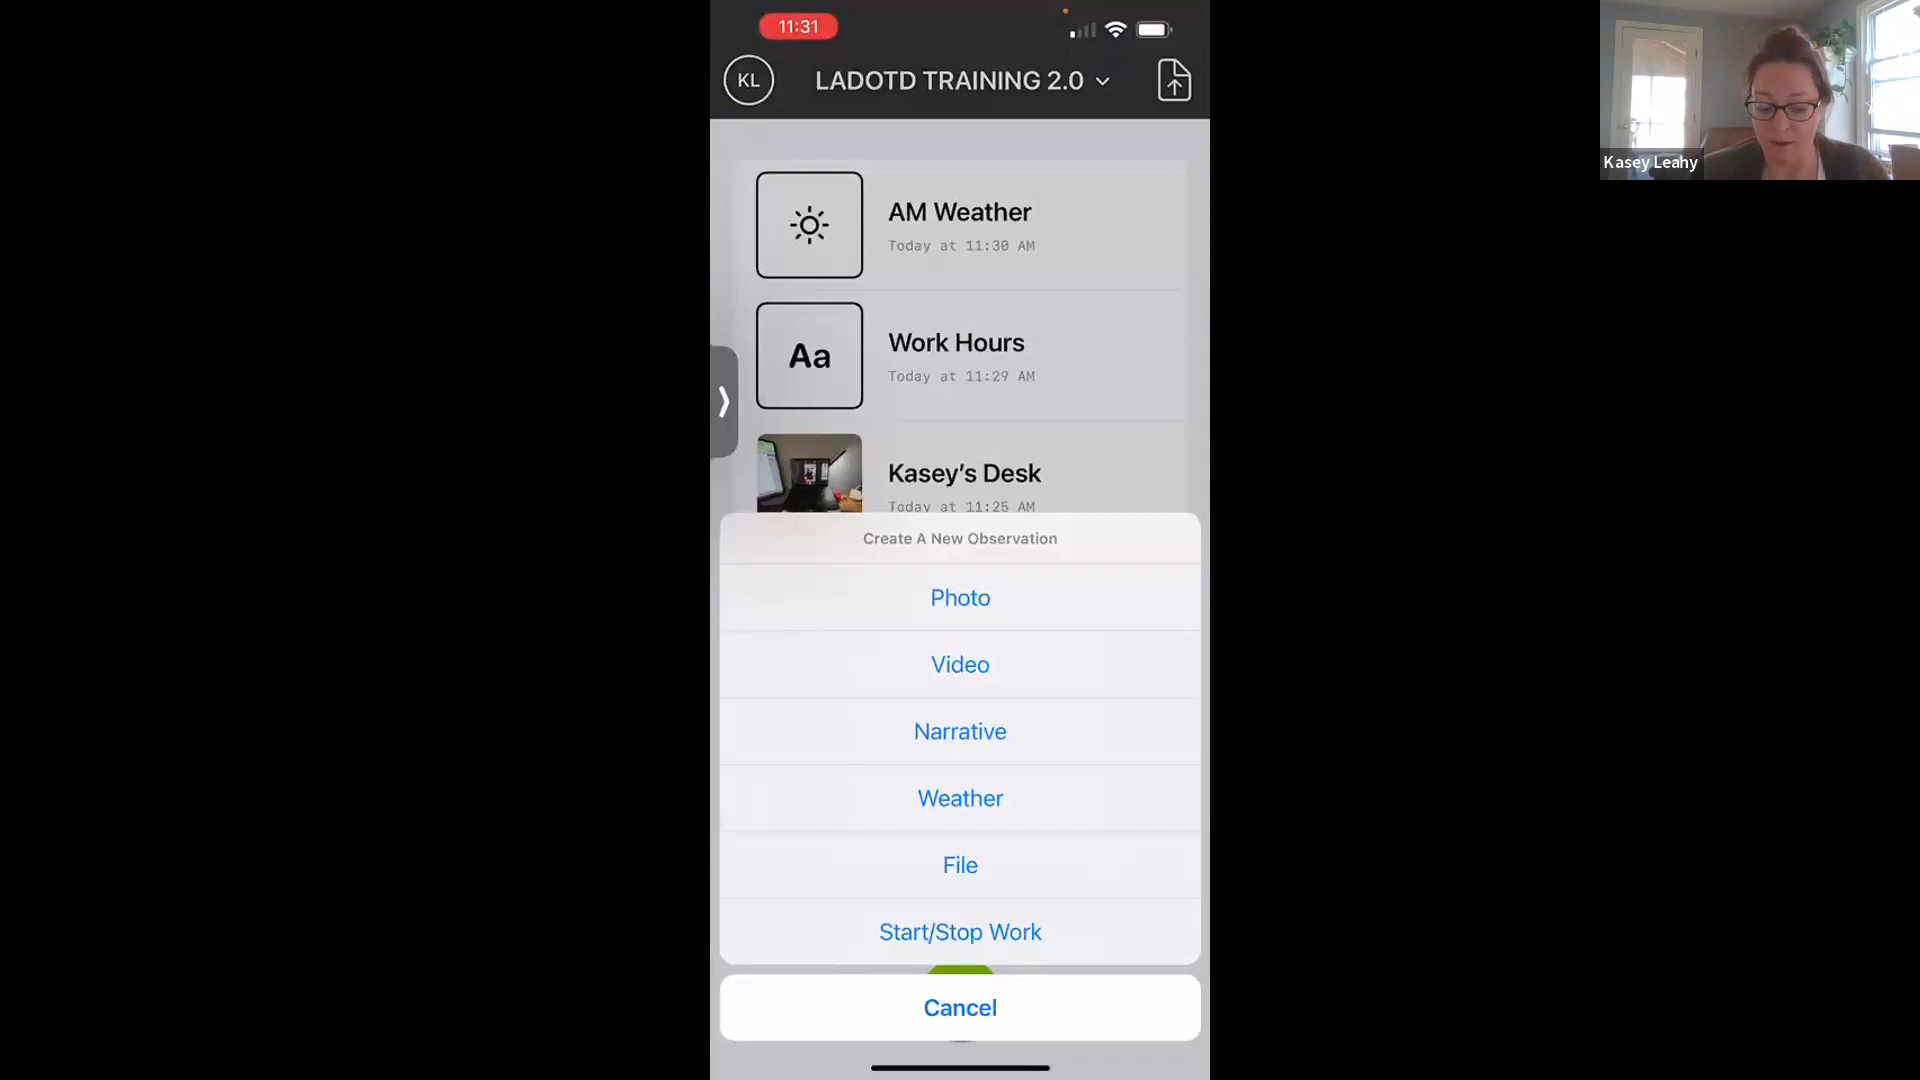 11:31
KL
LADOTD TRAINING 2.0
AM Weather
Today at 11:30 AM
Aa
Work Hours
Today at 11:29 AM
Kasey's Desk
Today at 11:25 AM
Create A New Observation
Photo
Video
Narrative
Weather
File
Start/Stop Work
Cancel
Kasey Leahy